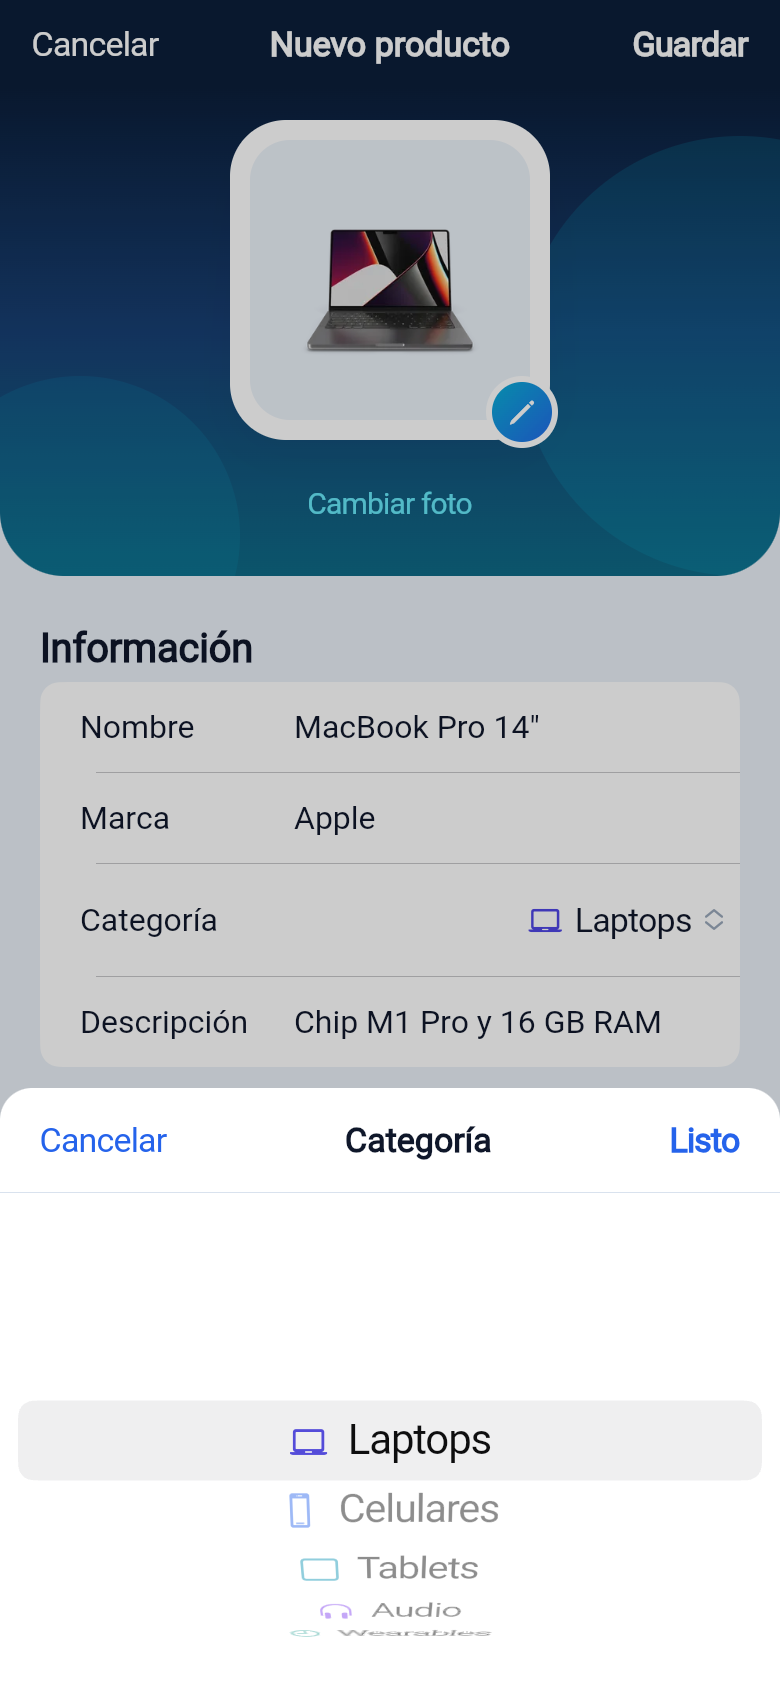 Cancelar Nuevo producto Guardar
Cambiar foto
Información
Nombre MacBook Pro 14"
Marca Apple
Categoría Laptops
Descripción Chip M1 Pro y 16 GB RAM
Cancelar Categoría Listo
Laptops
Celulares
Tablets
Audio
Wearables